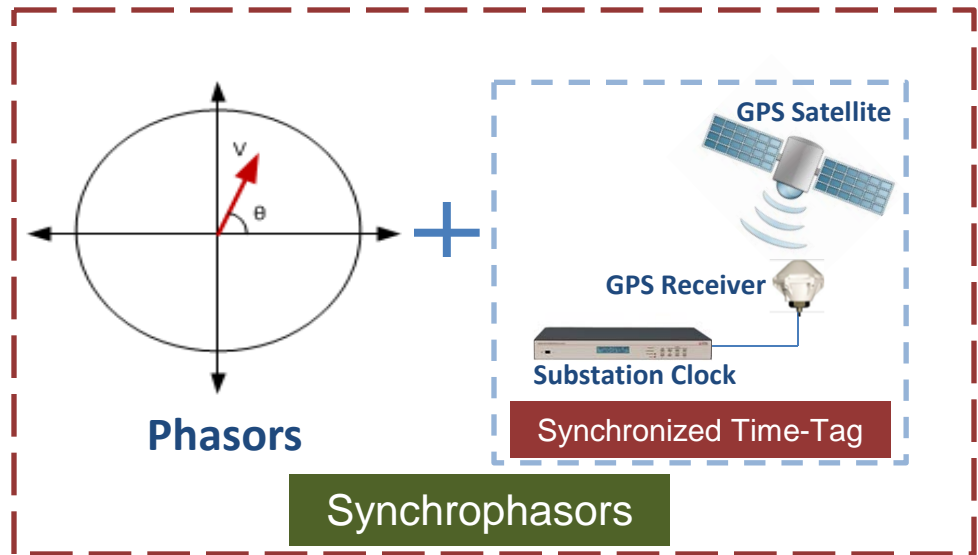 V
θ
Phasors
GPS Satellite
GPS Receiver
Substation Clock
Synchronized Time-Tag
Synchrophasors